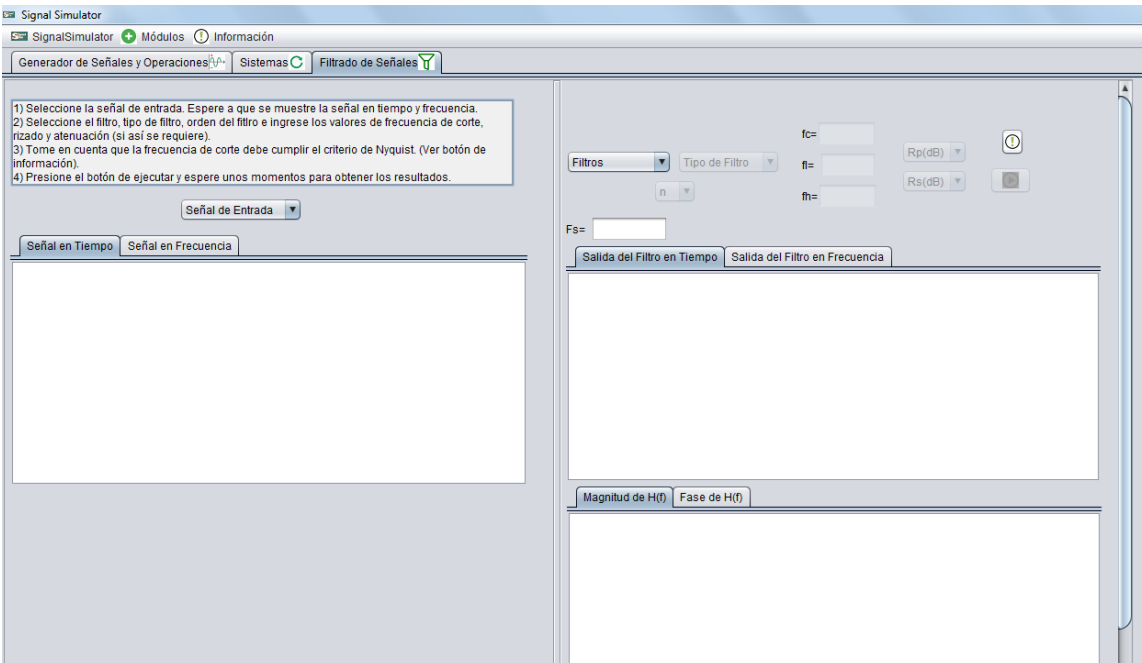 Signal Simulator
SignalSimulator Módulos Información
Generador de Señales y Operaciones Sistemas Filtrado de Señales
1) Seleccione la señal de entrada. Espere a que se muestre la señal en tiempo y frecuencia.
2) Seleccione el filtro, tipo de filtro, orden del fitlro e ingrese los valores de frecuencia de corte,
rizado y atenuación (si así se requiere).
3) Tome en cuenta que la frecuencia de corte debe cumplir el criterio de Nyquist. (Ver botón de
información).
4) Presione el botón de ejecutar y espere unos momentos para obtener los resultados.
Señal de Entrada
Señal en Tiempo Señal en Frecuencia
fc=
Filtros Tipo de Filtro fl= Rp(dB)
n fh= Rs(dB)
Fs=
Salida del Filtro en Tiempo Salida del Filtro en Frecuencia
Magnitud de H(f) Fase de H(f)